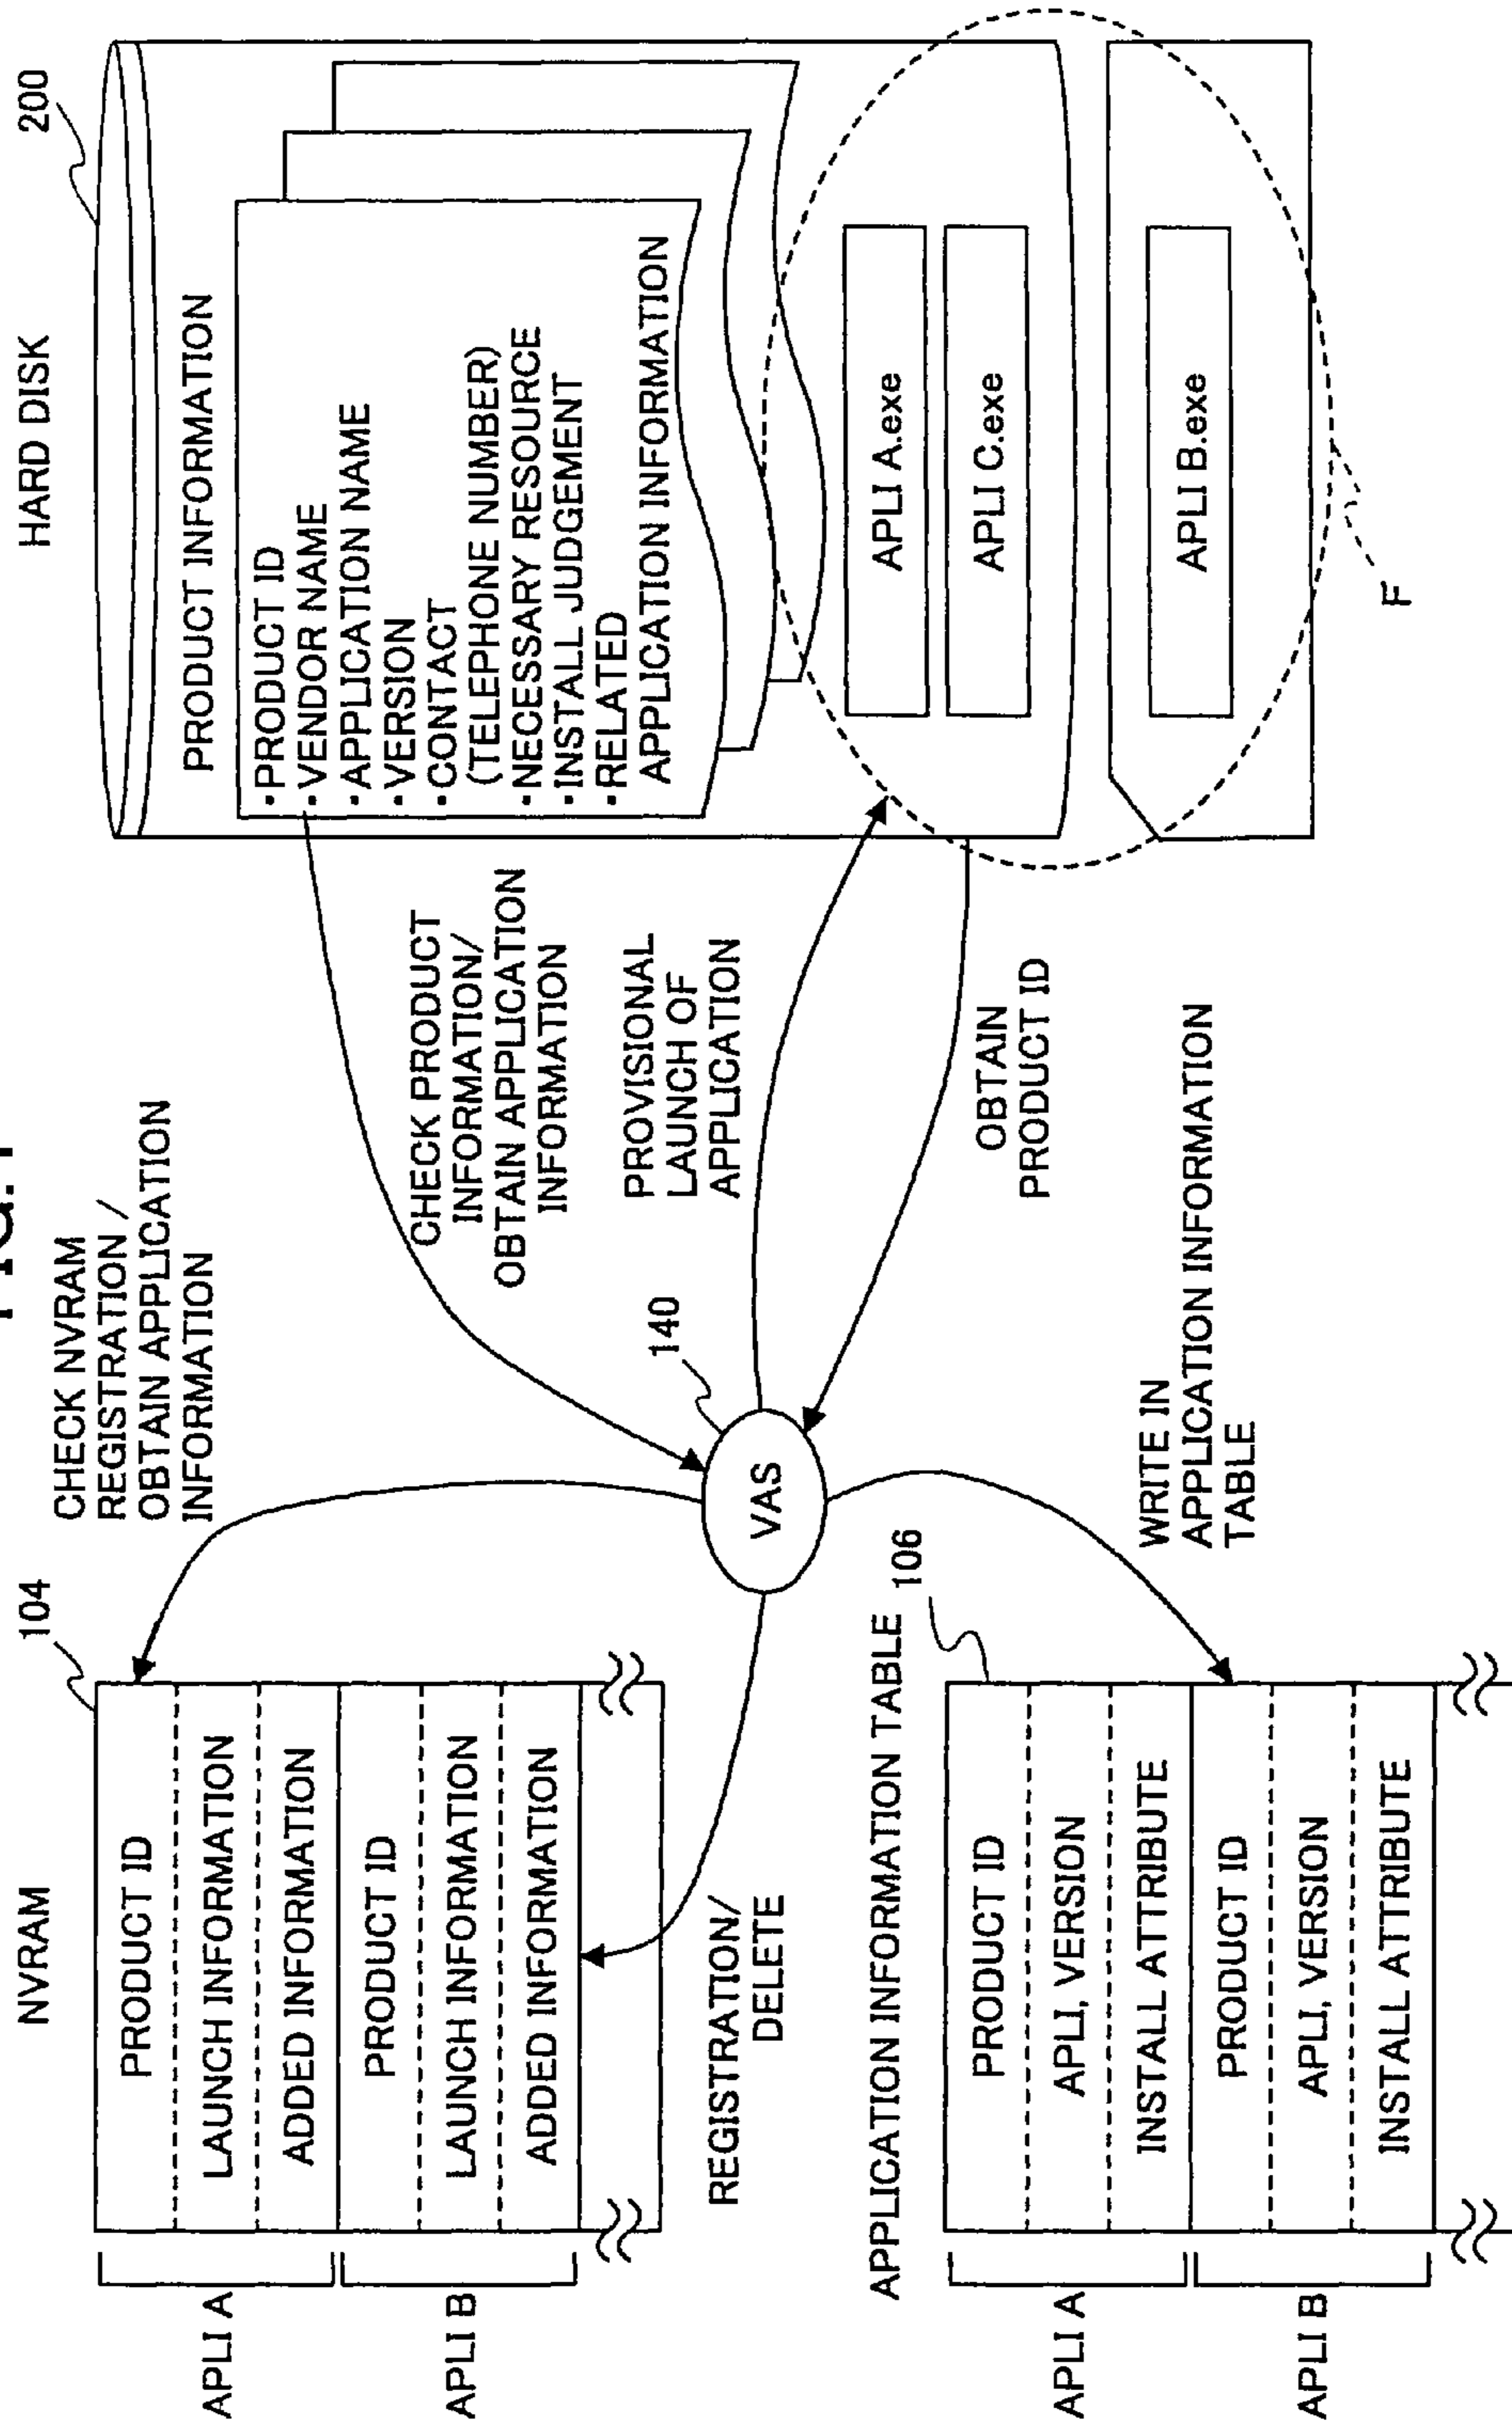 NVRAM
104
PRODUCT ID
LAUNCH INFORMATION
ADDED INFORMATION
PRODUCT ID
LAUNCH INFORMATION
ADDED INFORMATION
APLI A
APLI B
REGISTRATION/
DELETE
CHECK NVRAM
REGISTRATION /
OBTAIN APPLICATION
INFORMATION
VAS
140
CHECK PRODUCT
INFORMATION/
OBTAIN APPLICATION
INFORMATION
PROVISIONAL
LAUNCH OF
APPLICATION
OBTAIN
PRODUCT ID
HARD DISK
200
PRODUCT INFORMATION
・PRODUCT ID
・VENDOR NAME
・APPLICATION NAME
・VERSION
・CONTACT
(TELEPHONE NUMBER)
・NECESSARY RESOURCE
・INSTALL JUDGEMENT
・RELATED
APPLICATION INFORMATION
APLI A.exe
APLI C.exe
APLI B.exe
F
APPLICATION INFORMATION TABLE
106
PRODUCT ID
APLI, VERSION
INSTALL ATTRIBUTE
PRODUCT ID
APLI, VERSION
INSTALL ATTRIBUTE
APLI A
APLI B
WRITE IN
APPLICATION INFORMATION
TABLE